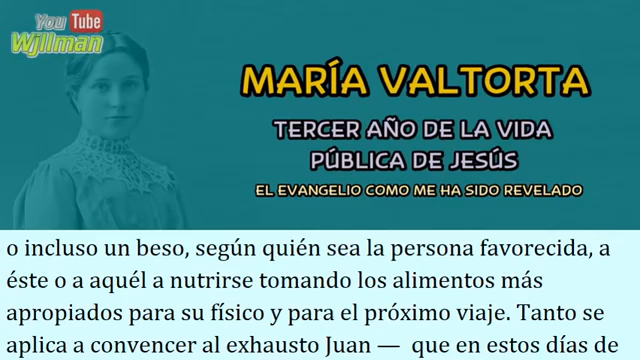 You Tube
Wjllman
MARÍA VALTORTA
TERCER AÑO DE LA VIDA
PÚBLICA DE JESÚS
EL EVANGELIO COMO ME HA SIDO REVELADO
o incluso un beso, según quién sea la persona favorecida, a
éste o a aquél a nutrirse tomando los alimentos más
apropiados para su físico y para el próximo viaje. Tanto se
aplica a convencer al exhausto Juan — que en estos días de